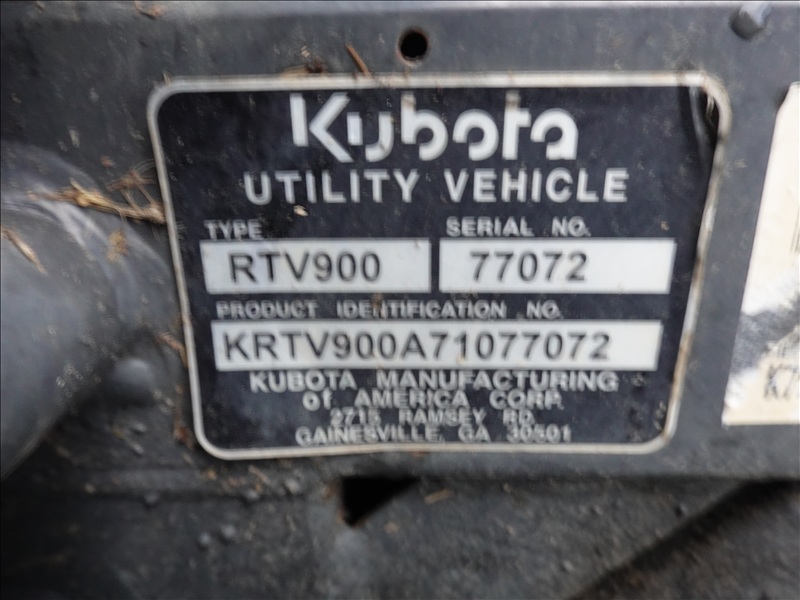 Kubota
UTILITY VEHICLE
TYPE SERIAL NO.
RTV900 77072
PRODUCT IDENTIFICATION NO.
KRTV900A71077072
KUBOTA MANUFACTURING
of AMERICA CORP.
2715 RAMSEY RD.
GAINESVILLE, GA 30501